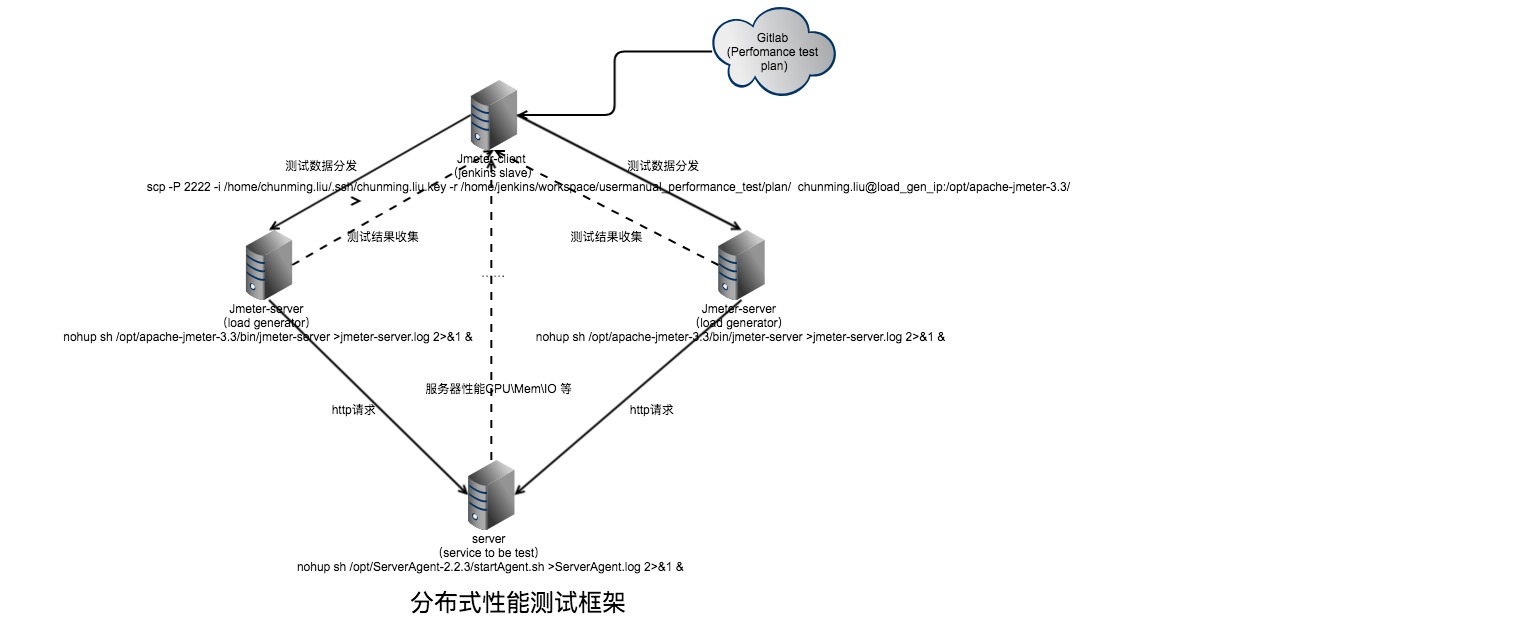 Gitlab
(Perfomance test
plan)
Jmeter-client
(jenkins slave)
测试数据分发
测试数据分发
scp -P 2222 -i /home/chunming.liu/.ssh/chunming.liu.key -r /home/jenkins/workspace/usermanual_performance_test/plan/ chunming.liu@load_gen_ip:/opt/apache-jmeter-3.3/
测试结果收集
测试结果收集
......
Jmeter-server
(load generator)
nohup sh /opt/apache-jmeter-3.3/bin/jmeter-server >jmeter-server.log 2>&1 &
Jmeter-server
(load generator)
nohup sh /opt/apache-jmeter-3.3/bin/jmeter-server >jmeter-server.log 2>&1 &
服务器性能CPU\Mem\IO 等
http请求
http请求
server
(service to be test)
nohup sh /opt/ServerAgent-2.2.3/startAgent.sh >ServerAgent.log 2>&1 &
分布式性能测试框架